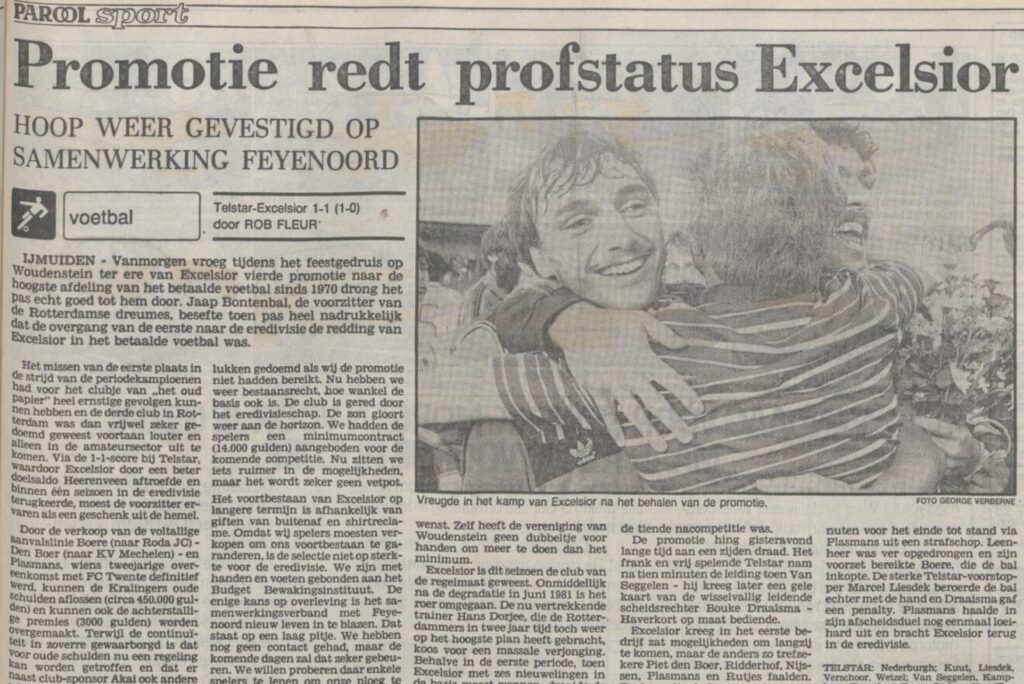 PAROOL sport
Promotie redt profstatus Excelsior
HOOP WEER GEVESTIGD OP
SAMENWERKING FEYENOORD
voetbal
Telstar-Excelsior 1-1 (1-0)
door ROB FLEUR
IJMUIDEN - Vanmorgen vroeg tijdens het feestgedruis op
Woudenstein ter ere van Excelsior vierde promotie naar de
hoogste afdeling van het betaalde voetbal sinds 1970 drong het
pas echt goed tot hem door. Jaap Bontenbal, de voorzitter van
de Rotterdamse dreumes, besefte toen pas heel nadrukkelijk
dat de overgang van de eerste naar de eredivisie de redding van
Excelsior in het betaalde voetbal was.
Het missen van de eerste plaats in
de strijd van de periodekampioenen
had voor het clubje van „het oud
papier" heel ernstige gevolgen kun-
nen hebben en de derde club in Rot-
terdam was dan vrijwel zeker ge-
doemd geweest voortaan louter en
alleen in de amateursector uit te
komen. Via de 1-1-score bij Telstar,
waardoor Excelsior door een beter
doelsaldo Heerenveen aftroefde en
binnen één seizoen in de eredivisie
terugkeerde, moest de voorzitter er-
varen als een geschenk uit de hemel.
Door de verkoop van de voltallige
aanvalslinie Boere (naar Roda JC) -
Den Boer (naar KV Mechelen) - en
Plasmans, wiens tweejarige over-
eenkomst met FC Twente definitief
werd, kunnen de Kralingers oude
schulden aflossen (circa 450.000 gul-
den) en kunnen ook de achterstalli-
ge premies (3000 gulden) worden
overgemaakt. Terwijl de continuï-
teit in zoverre gewaarborgd is dat
voor oude schulden nu een regeling
kan worden getroffen en dat er
naast club-sponsor Akai ook andere
lukken gedoemd als wij de promotie
niet hadden bereikt. Nu hebben we
weer bestaansrecht, hoe wankel de
basis ook is. De club is gered door
het eredivisieschap. De zon gloort
weer aan de horizon. We hadden de
spelers een minimumcontract
(14.000 gulden) aangeboden voor de
komende competitie. Nu zitten we
iets ruimer in de mogelijkheden,
maar het wordt zeker geen vetpot.
Het voortbestaan van Excelsior op
langere termijn is afhankelijk van
giften van buitenaf en shirtrecla-
me. Omdat wij spelers moesten ver-
kopen om ons voortbestaan te ga-
randeren, is de selectie niet op sterk-
te voor de eredivisie. We zijn met
handen en voeten gebonden aan het
Budget Bewakingsinstituut. De
enige kans op overleving is het sa-
menwerkingsverband met Feye-
noord nieuw leven in te blazen. Dat
staat op een laag pitje. We hebben
nog geen contact gehad, maar de
komende dagen zal dat zeker gebeu-
ren. We willen proberen daar enkele
spelers te lenen om onze ploeg te
Vreugde in het kamp van Excelsior na het behalen van de promotie.
FOTO GEORGE VERBERNE
wenst. Zelf heeft de vereniging van
Woudenstein geen dubbeltje voor
handen om meer te doen dan het
minimum.
Excelsior is dit seizoen de club van
de regelmaat geweest. Onmiddellijk
na de degradatie in juni 1981 is het
roer omgegaan. De nu vertrekkende
trainer Hans Dorjee, die de Rotter-
dammers in twee jaar tijd toch weer
op het hoogste plan heeft gebracht,
koos voor een massale verjonging.
Behalve in de eerste periode, toen
Excelsior met zes nieuwelingen in
de tiende nacompetitie was.
De promotie hing gisteravond
lange tijd aan een zijden draad. Het
frank en vrij spelende Telstar nam
na tien minuten de leiding toen Van
Seggelen - hij kreeg later een gele
kaart van de wisselvallig leidende
scheidsrechter Bouke Draaisma -
Haverkort op maat bediende.
Excelsior kreeg in het eerste be-
drijf zat mogelijkheden om langzij
te komen, maar de anders zo trefze-
kere Piet den Boer, Ridderhof, Nijs-
sen, Plasmans en Rutjes faalden.
nuten voor het einde tot stand via
Plasmans uit een strafschop. Leen-
heer was ver opgedrongen en zijn
voorzet bereikte Boere, die de bal
inkopte. De sterke Telstar-voorstop-
per Marcel Liesdek beroerde de bal
echter met de hand en Draaisma gaf
een penalty. Plasmans haalde in
zijn afscheidsduel nog eenmaal loei-
hard uit en bracht Excelsior terug
in de eredivisie.
TELSTAR: Nederburgh; Kuut, Liesdek,
Verschoor, Wetzel; Van Seggelen, Kamp-